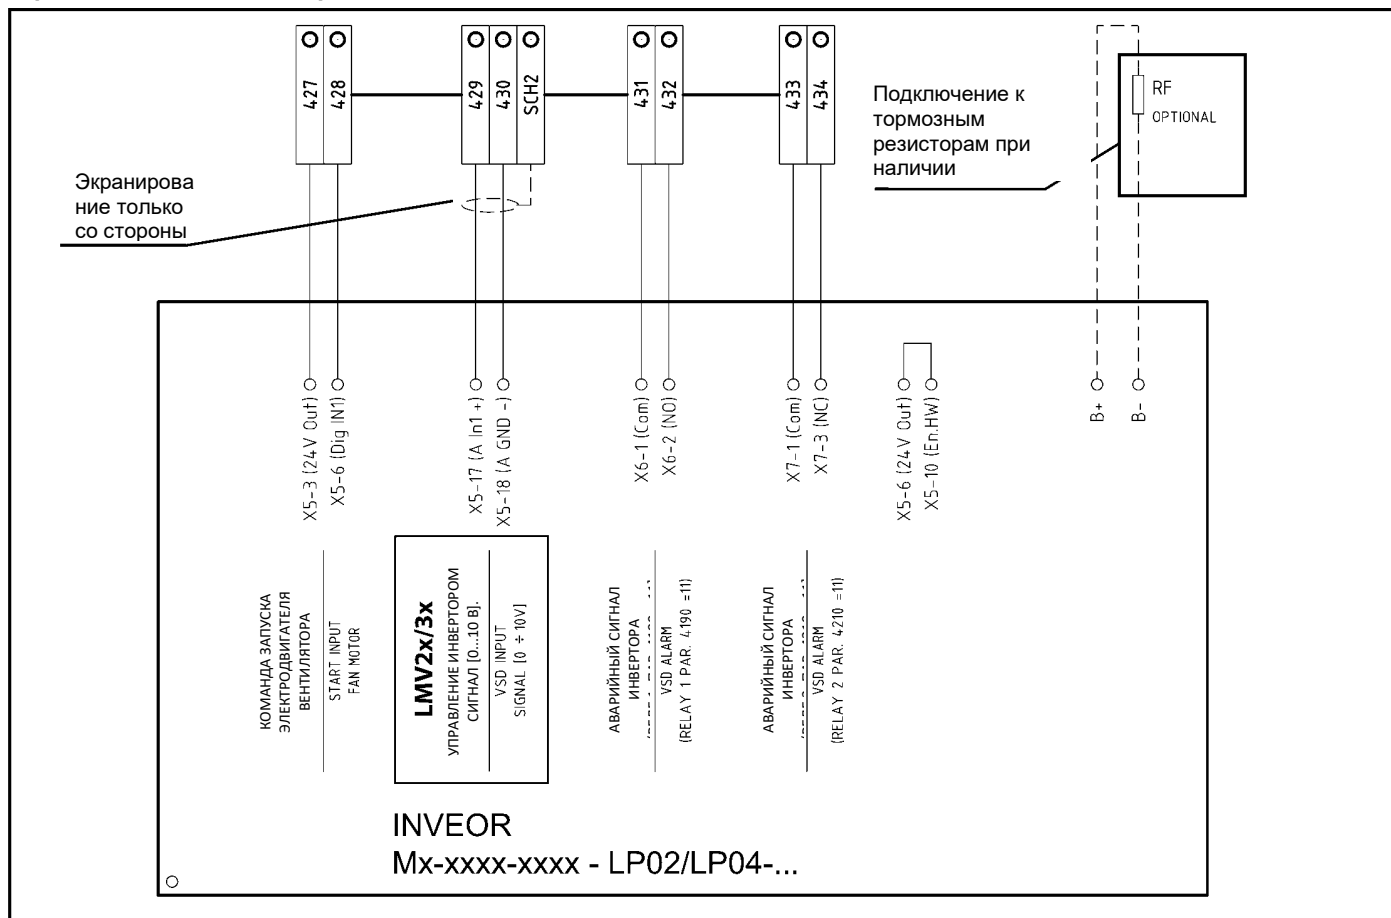 427
428
429
430
SCH2
431
432
433
434
Подключение к
тормозным
резисторам при
наличии
RF
OPTIONAL
Экранирова
ние только
со стороны
X5-3 (24V Out)
X5-6 (Dig IN1)
X5-17 (A In1 +)
X5-18 (A GND -)
X6-1 (Com)
X6-2 (NO)
X7-1 (Com)
X7-3 (NC)
X5-6 (24V Out)
X5-10 (En.HW)
B+
B-
КОМАНДА ЗАПУСКА
ЭЛЕКТРОДВИГАТЕЛЯ
ВЕНТИЛЯТОРА
START INPUT
FAN MOTOR
LMV2x/3x
УПРАВЛЕНИЕ ИНВЕРТОРОМ
СИГНАЛ [0...10 В].
VSD INPUT
SIGNAL [0 ÷ 10V]
АВАРИЙНЫЙ СИГНАЛ
ИНВЕРТОРА
VSD ALARM
(RELAY 1 PAR. 4190 =11)
АВАРИЙНЫЙ СИГНАЛ
ИНВЕРТОРА
VSD ALARM
(RELAY 2 PAR. 4210 =11)
INVEOR
Mx-xxxx-xxxx - LP02/LP04-...